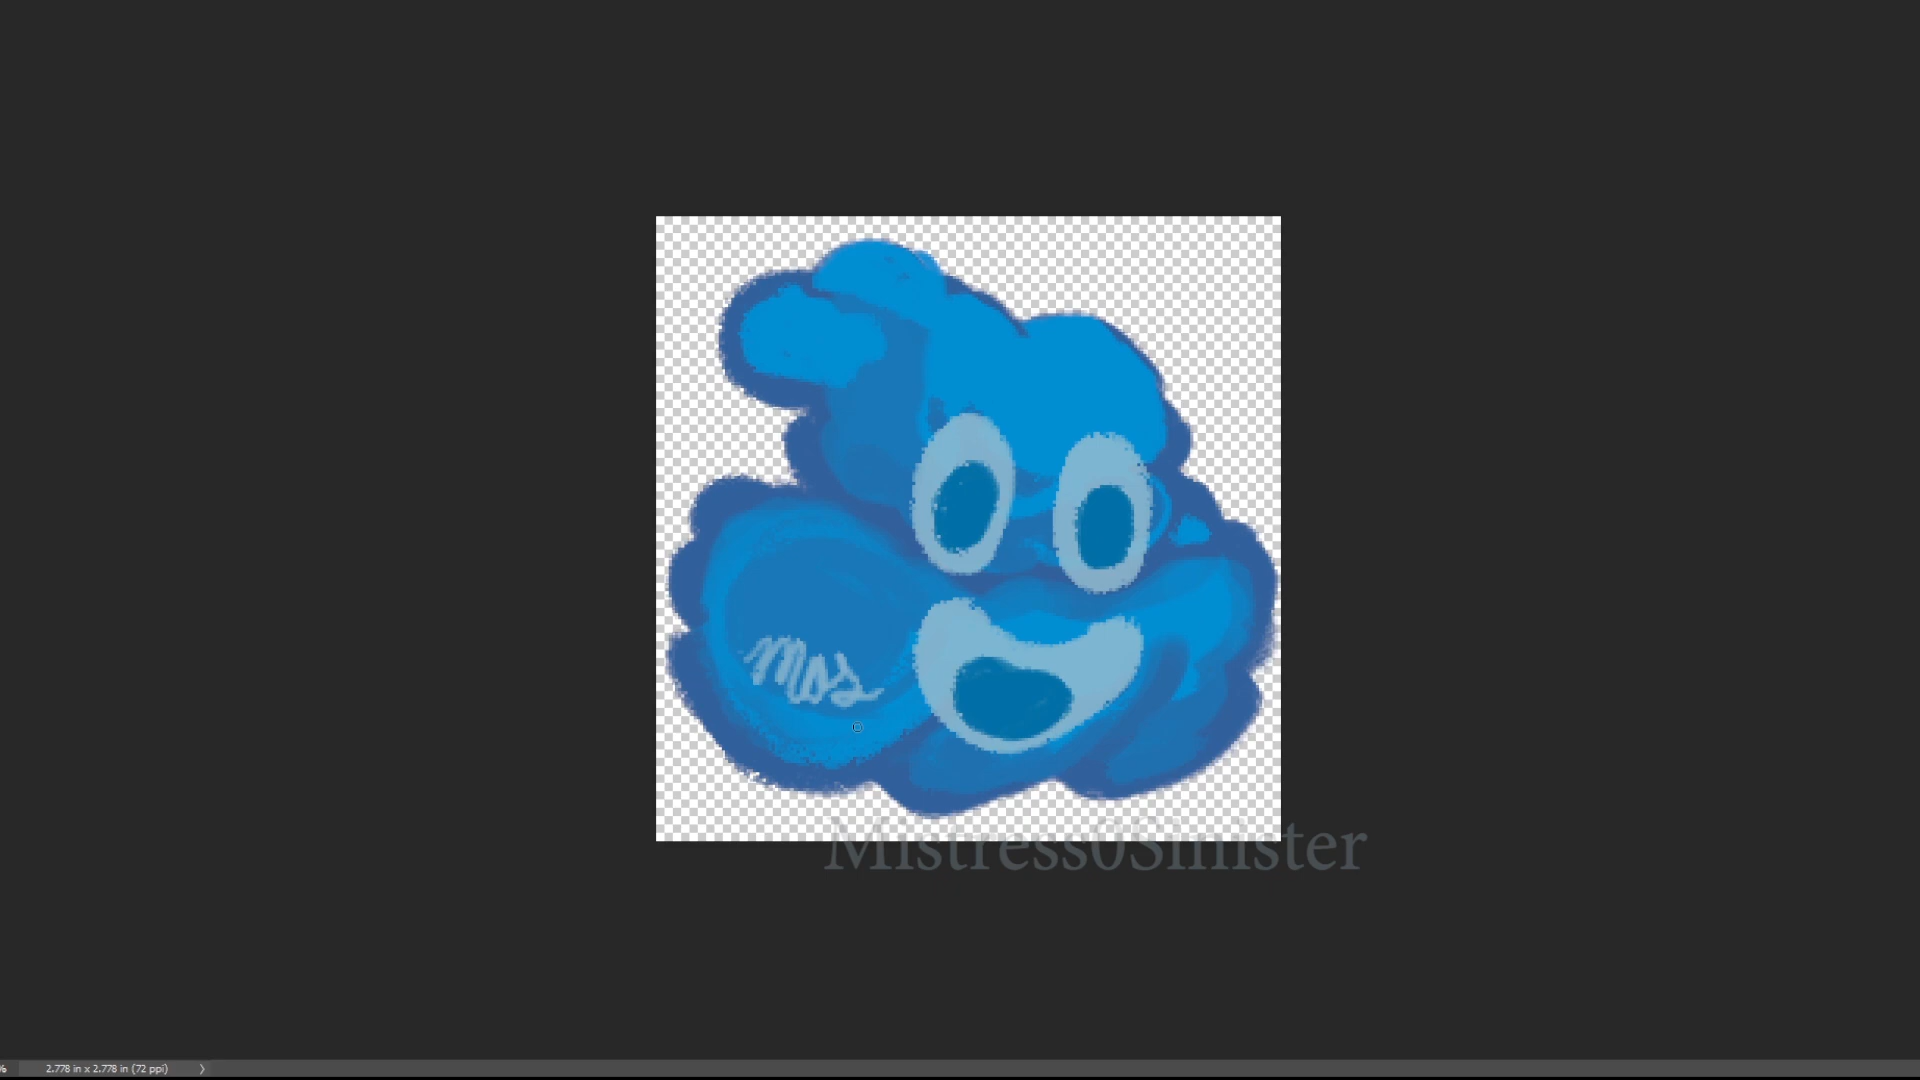 MOS
Mistress0Sinister
% 2.778 in x 2.778 in (72 ppi)